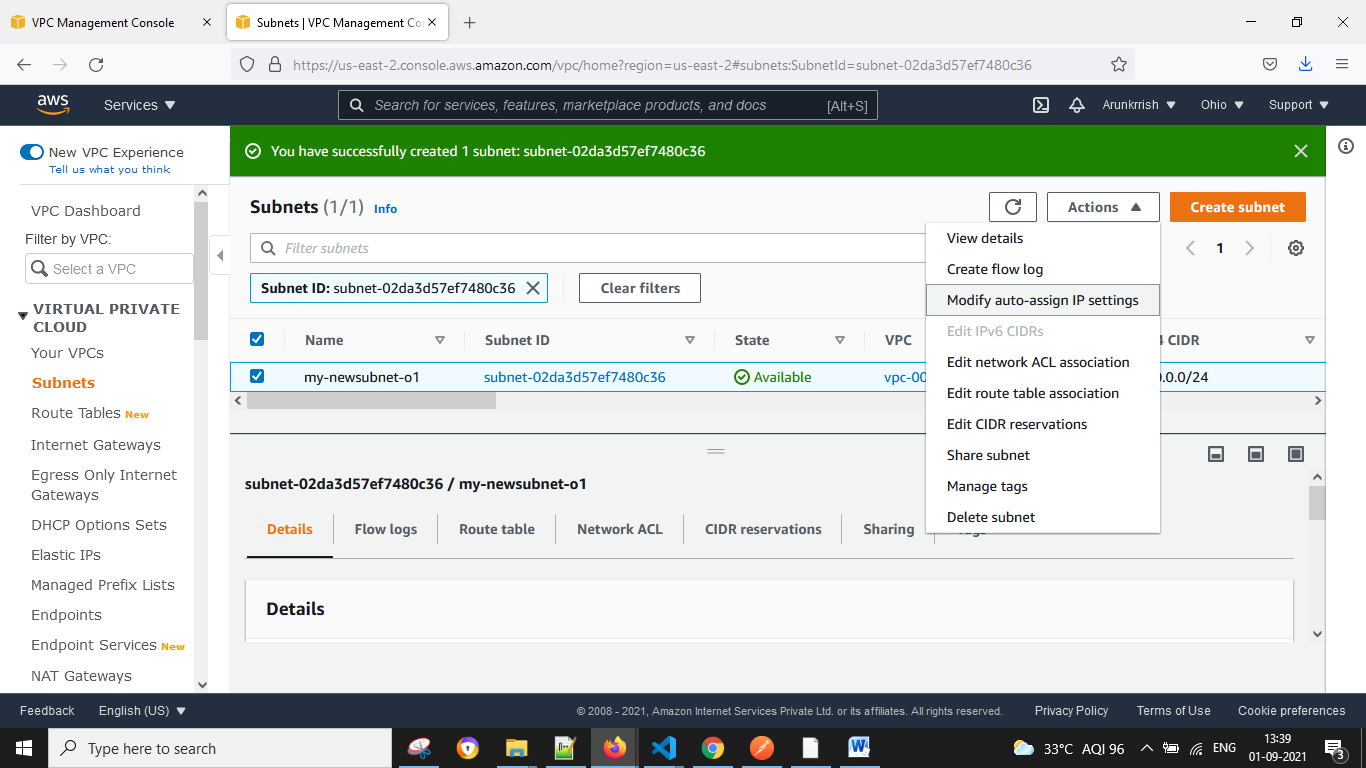 VPC Management Console
Subnets | VPC Management Co
https://us-east-2.console.aws.amazon.com/vpc/home?region=us-east-2#subnets:SubnetId=subnet-02da3d57ef7480c36
aws
Services
Search for services, features, marketplace products, and docs
[Alt+S]
Arunkrrish
Ohio
Support
New VPC Experience
Tell us what you think
VPC Dashboard
Filter by VPC:
Select a VPC
VIRTUAL PRIVATE
CLOUD
Your VPCs
Subnets
Route Tables New
Internet Gateways
Egress Only Internet
Gateways
DHCP Options Sets
Elastic IPs
Managed Prefix Lists
Endpoints
Endpoint Services New
NAT Gateways
You have successfully created 1 subnet: subnet-02da3d57ef7480c36
Subnets (1/1) Info
Actions
Create subnet
Filter subnets
1
Subnet ID: subnet-02da3d57ef7480c36
Clear filters
View details
Create flow log
Modify auto-assign IP settings
Edit IPv6 CIDRs
Edit network ACL association
Edit route table association
Edit CIDR reservations
Share subnet
Manage tags
Delete subnet
Name
Subnet ID
State
VPC
CIDR
my-newsubnet-o1
subnet-02da3d57ef7480c36
Available
vpc-00
0.0/24
subnet-02da3d57ef7480c36 / my-newsubnet-o1
Details
Flow logs
Route table
Network ACL
CIDR reservations
Sharing
Tags
Details
Feedback
English (US)
© 2008 - 2021, Amazon Internet Services Private Ltd. or its affiliates. All rights reserved.
Privacy Policy
Terms of Use
Cookie preferences
Type here to search
33°C AQI 96
ENG
13:39
01-09-2021
3